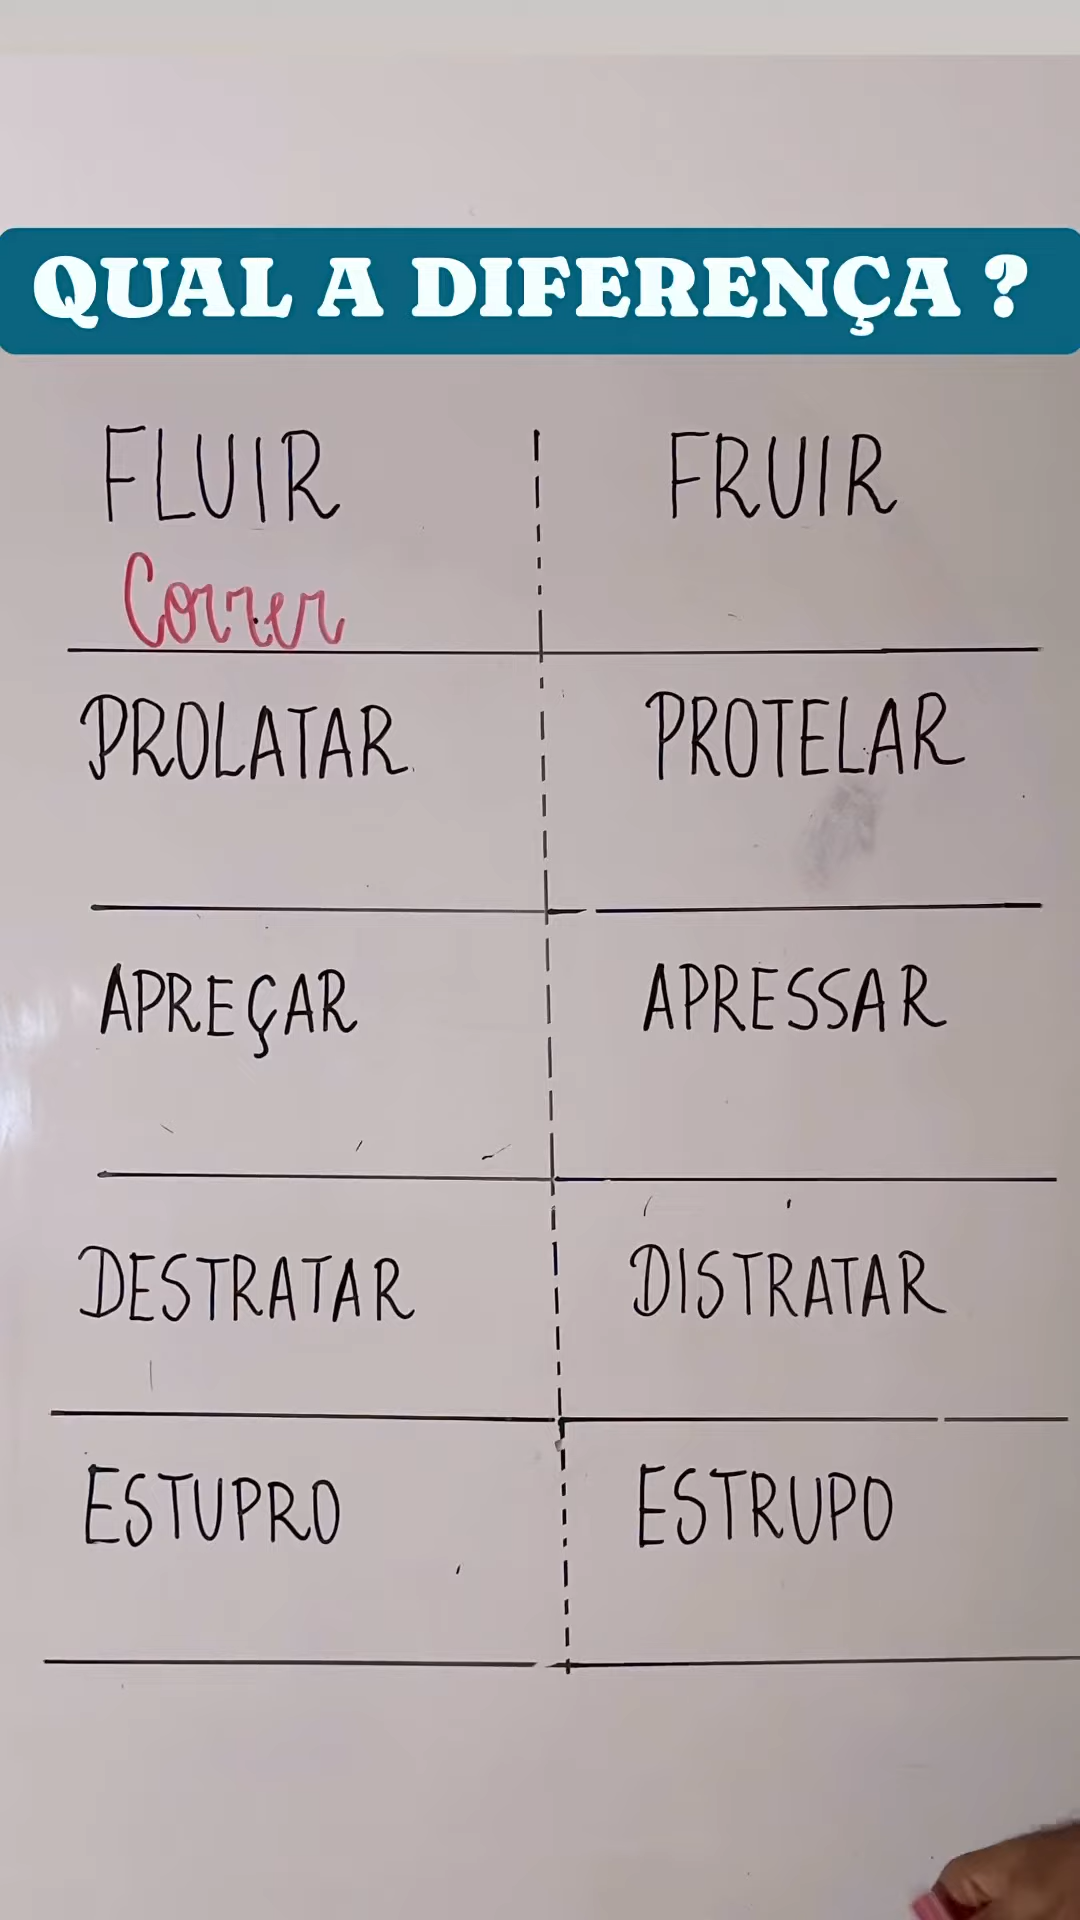 QUAL A DIFERENÇA ?
FLUIR FRUIR
Correr
PROLATAR PROTELAR
APREÇAR APRESSAR
DESTRATAR DISTRATAR
ESTUPRO ESTRUPO